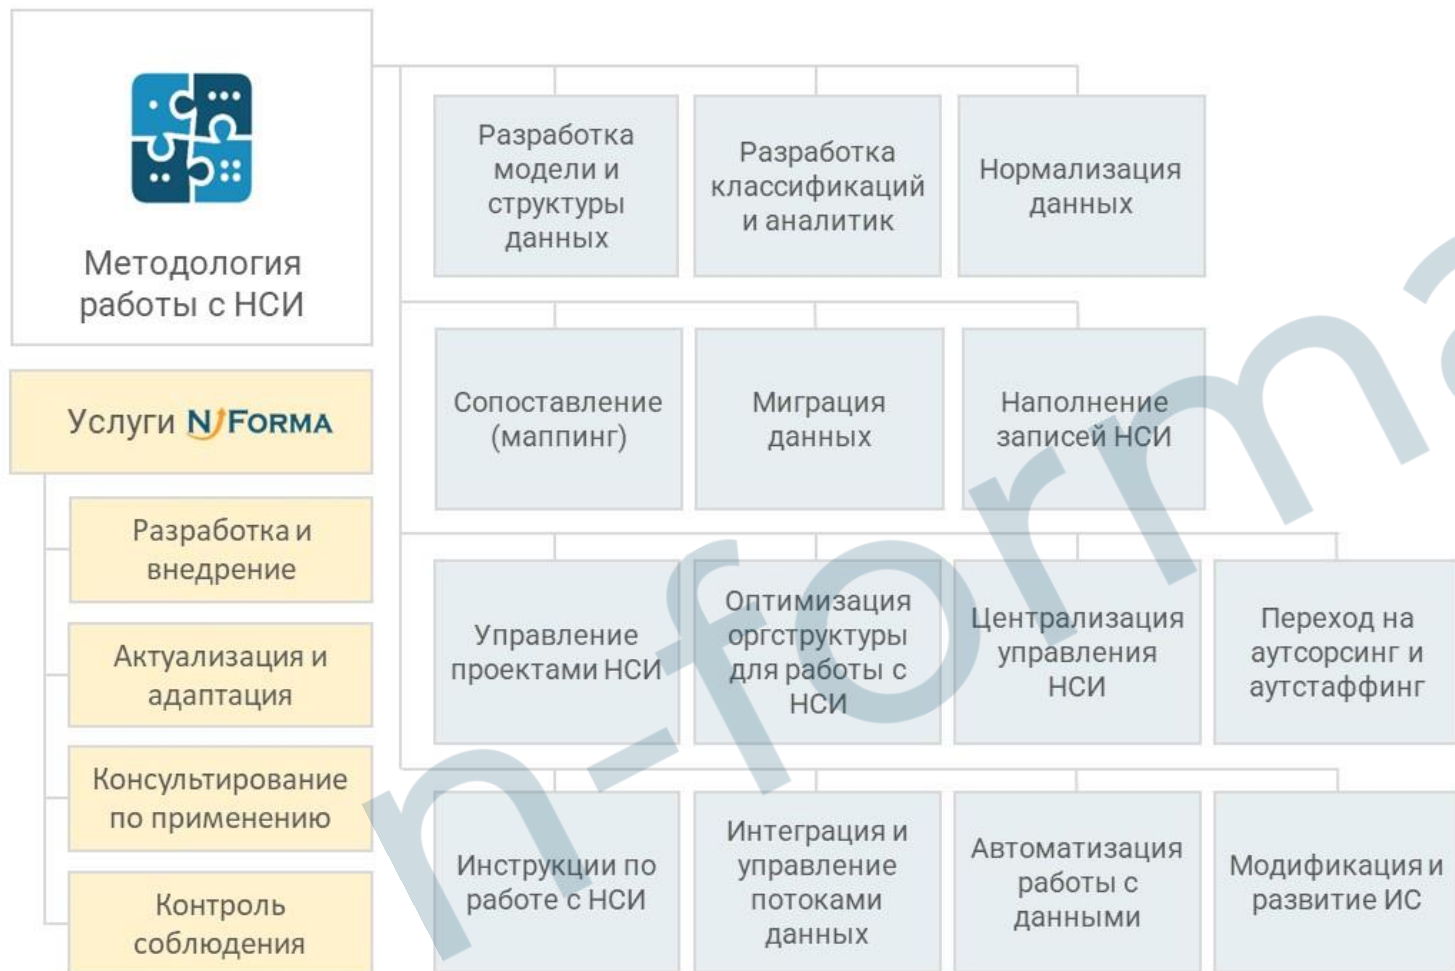 Методология
работы с НСИ
Услуги N/FORMA
Разработка и
внедрение
Актуализация и
адаптация
Консультирование
по применению
Контроль
соблюдения
Разработка
модели и
структуры
данных
Разработка
классификаций
и аналитик
Нормализация
данных
Сопоставление
(маппинг)
Миграция
данных
Наполнение
записей НСИ
Управление
проектами НСИ
Оптимизация
оргструктуры
для работы с
НСИ
Централизация
управления
НСИ
Переход на
аутсорсинг и
аутстаффинг
Инструкции по
работе с НСИ
Интеграция и
управление
потоками
данных
Автоматизация
работы с
данными
Модификация и
развитие ИС
n-forma